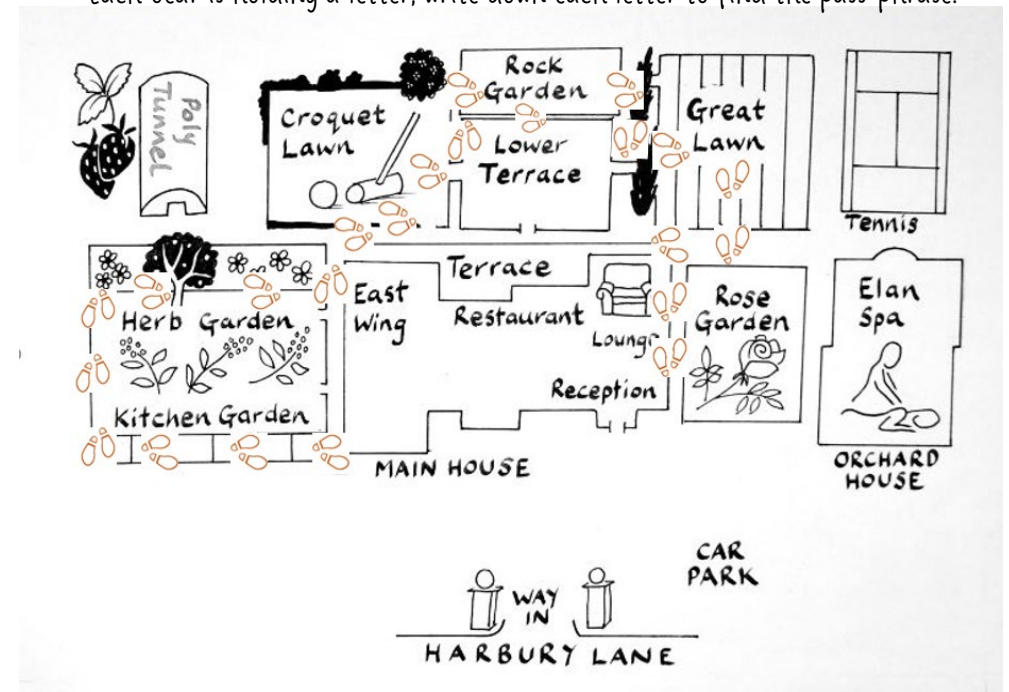 each bear is holding a letter, write down each letter to find the pass phrase.
Poly
Tunnel
Croquet
Lawn
Rock
Garden
Lower
Terrace
Great
Lawn
Tennis
Herb Garden
Kitchen Garden
East
Wing
Terrace
Restaurant
Lounge
Reception
MAIN HOUSE
Rose
Garden
Elan
Spa
ORCHARD
HOUSE
CAR
PARK
WAY
IN
HARBURY LANE